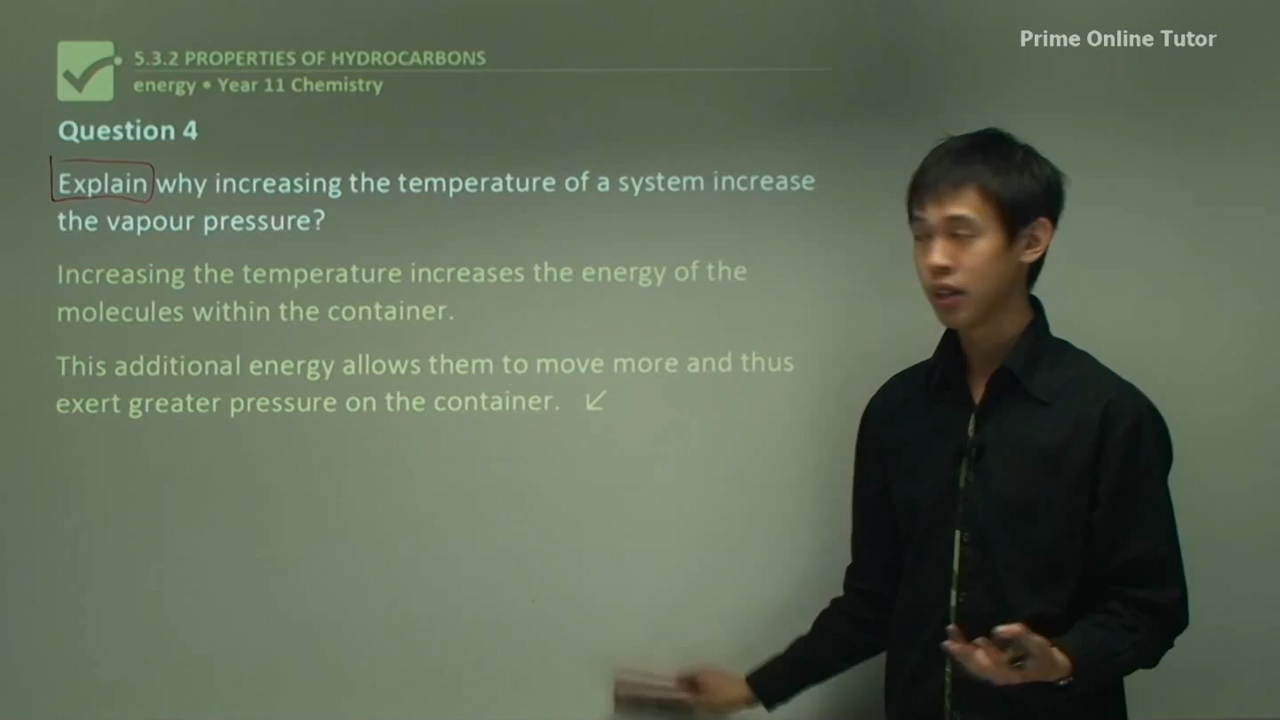 Prime Online Tutor
5.3.2 PROPERTIES OF HYDROCARBONS
energy • Year 11 Chemistry
Question 4
Explain why increasing the temperature of a system increase
the vapour pressure?
Increasing the temperature increases the energy of the
molecules within the container.
This additional energy allows them to move more and thus
exert greater pressure on the container. ↙